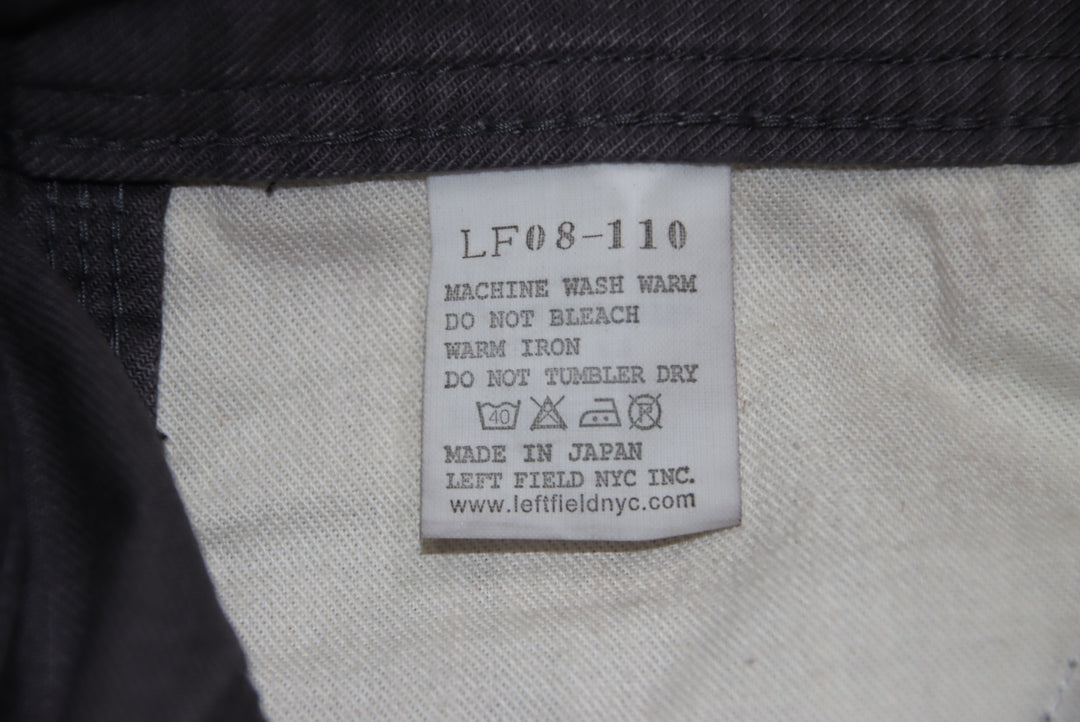 LF08-110
MACHINE WASH WARM
DO NOT BLEACH
WARM IRON
DO NOT TUMBLER DRY
40 R
MADE IN JAPAN
LEFT FIELD NYC INC.
www.leftfieldnyc.com